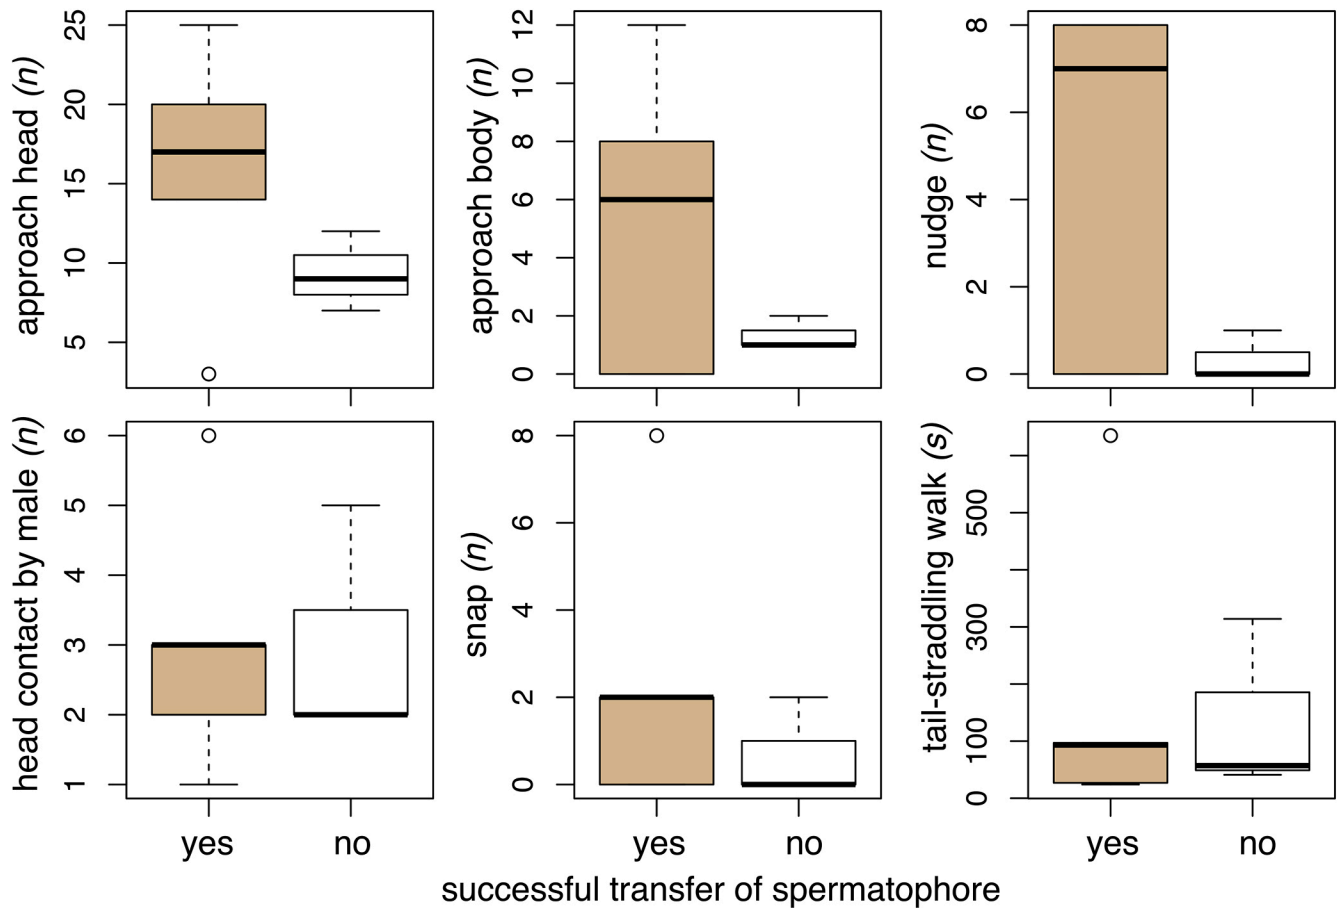 approach head (n)
5 10 15 20 25
approach body (n)
0 2 4 6 8 10 12
nudge (n)
0 2 4 6 8
head contact by male (n)
1 2 3 4 5 6
yes no
snap (n)
0 2 4 6 8
yes no
tail-straddling walk (s)
0 100 300 500
yes no
successful transfer of spermatophore